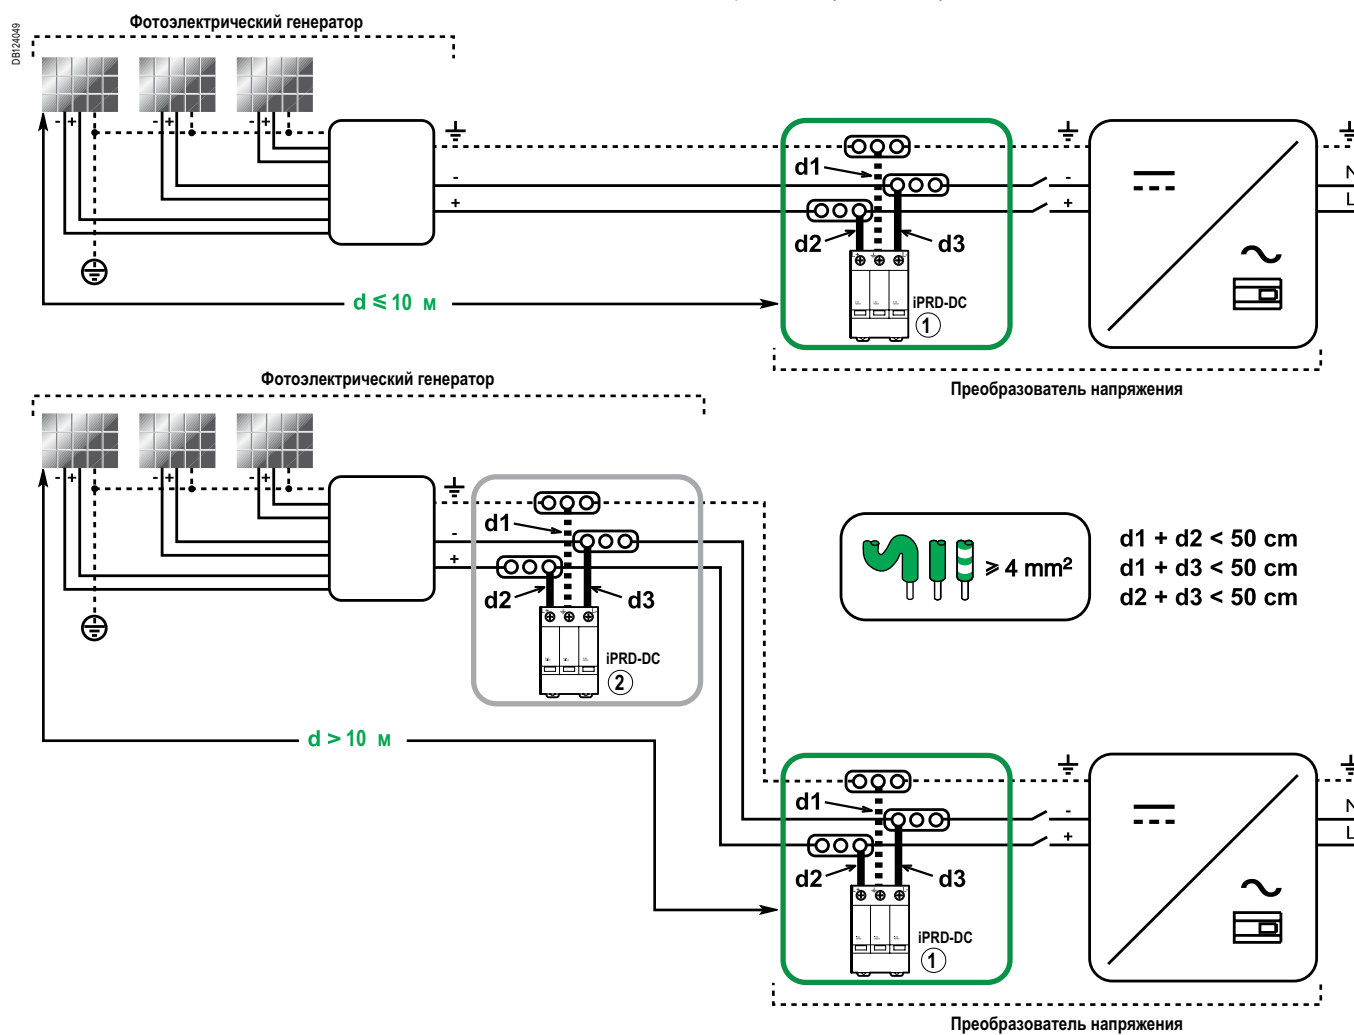 DB124049
Фотоэлектрический генератор
- + - + - +
-
+
d1
d2 d3
iPRD-DC
1
- N
+ L
d ≤ 10 м
Преобразователь напряжения
Фотоэлектрический генератор
- + - + - +
-
+
d1
d2 d3
iPRD-DC
2
≥ 4 mm²
d1 + d2 < 50 cm
d1 + d3 < 50 cm
d2 + d3 < 50 cm
d > 10 м
d1
d2 d3
iPRD-DC
1
- N
+ L
Преобразователь напряжения